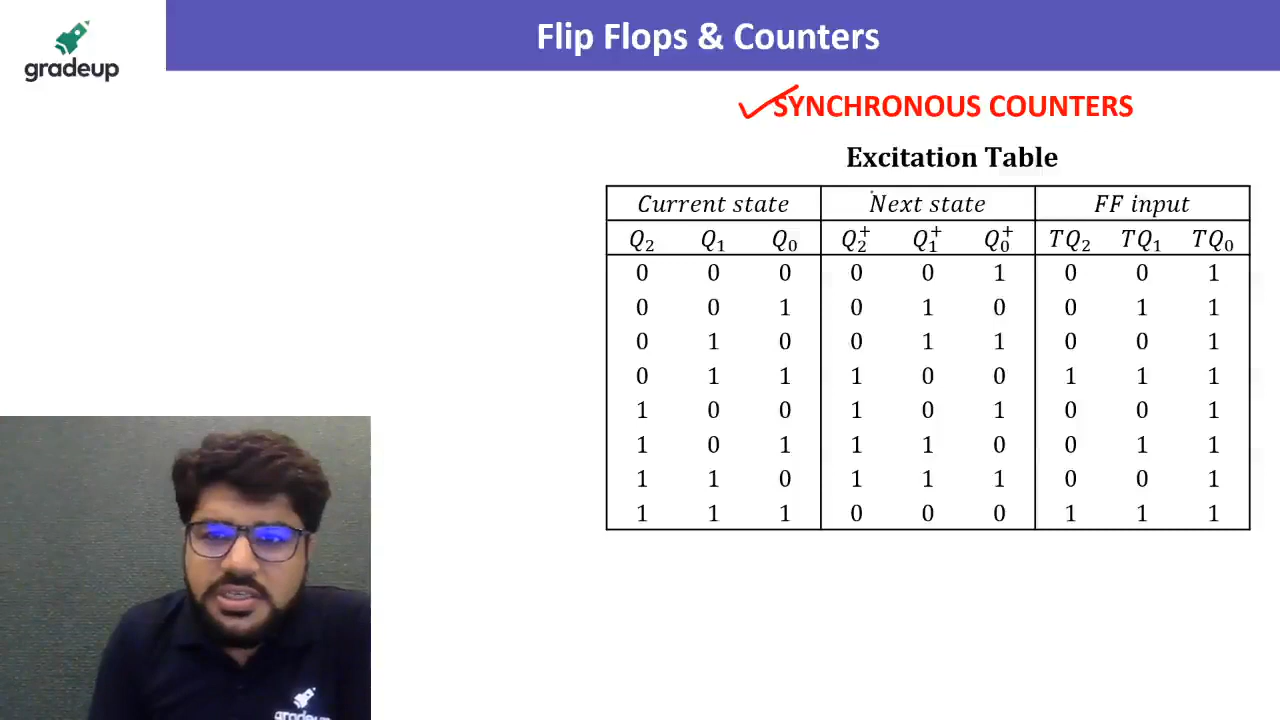 gradeup
Flip Flops & Counters
SYNCHRONOUS COUNTERS
Excitation Table
Current state Next state FF input
Q₂ Q₁ Q₀ Q₂⁺ Q₁⁺ Q₀⁺ TQ₂ TQ₁ TQ₀
0 0 0 0 0 1 0 0 1
0 0 1 0 1 0 0 1 1
0 1 0 0 1 1 0 0 1
0 1 1 1 0 0 1 1 1
1 0 0 1 0 1 0 0 1
1 0 1 1 1 0 0 1 1
1 1 0 1 1 1 0 0 1
1 1 1 0 0 0 1 1 1
gradeup